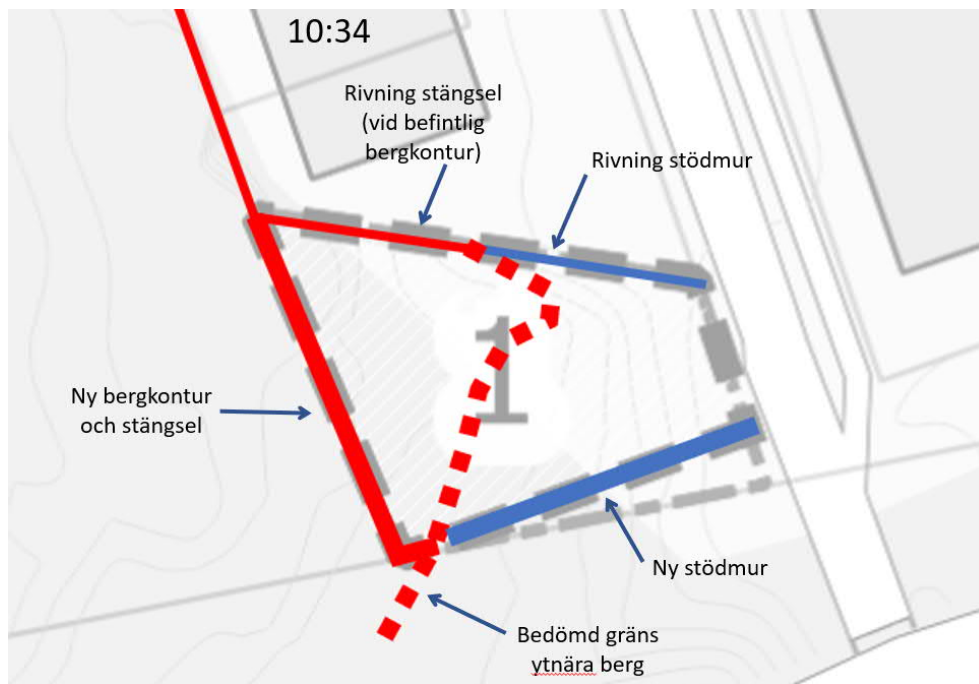 10:34
Rivning stängsel
(vid befintlig
bergkontur)
Rivning stödmur
1
Ny bergkontur
och stängsel
Ny stödmur
Bedömd gräns
ytnära berg